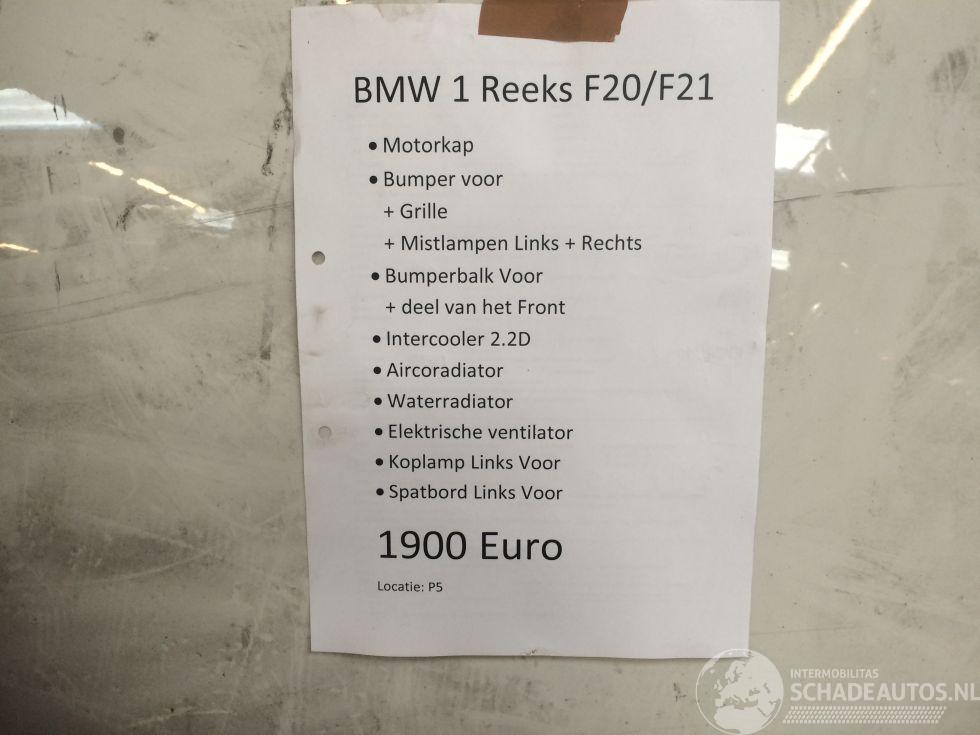 BMW 1 Reeks F20/F21
• Motorkap
• Bumper voor
+ Grille
+ Mistlampen Links + Rechts
• Bumperbalk Voor
+ deel van het Front
• Intercooler 2.2D
• Aircoradiator
• Waterradiator
• Elektrische ventilator
• Koplamp Links Voor
• Spatbord Links Voor
1900 Euro
Locatie: P5
INTERMOBILITAS
SCHADEAUTOS.NL